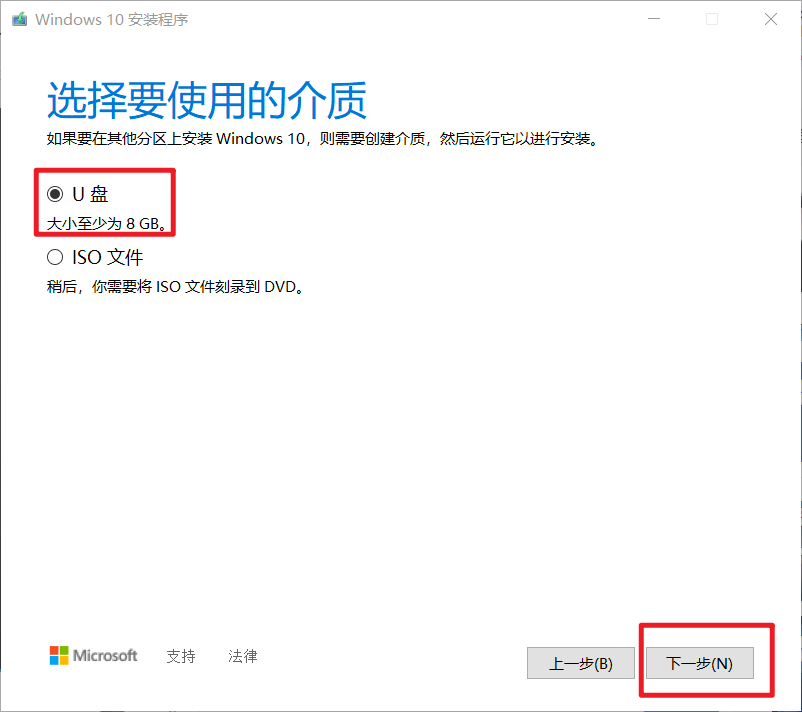 Windows 10 安装程序
选择要使用的介质
如果要在其他分区上安装 Windows 10，则需要创建介质，然后运行它以进行安装。
U 盘
大小至少为 8 GB。
ISO 文件
稍后，你需要将 ISO 文件刻录到 DVD。
Microsoft 支持 法律 上一步(B) 下一步(N)